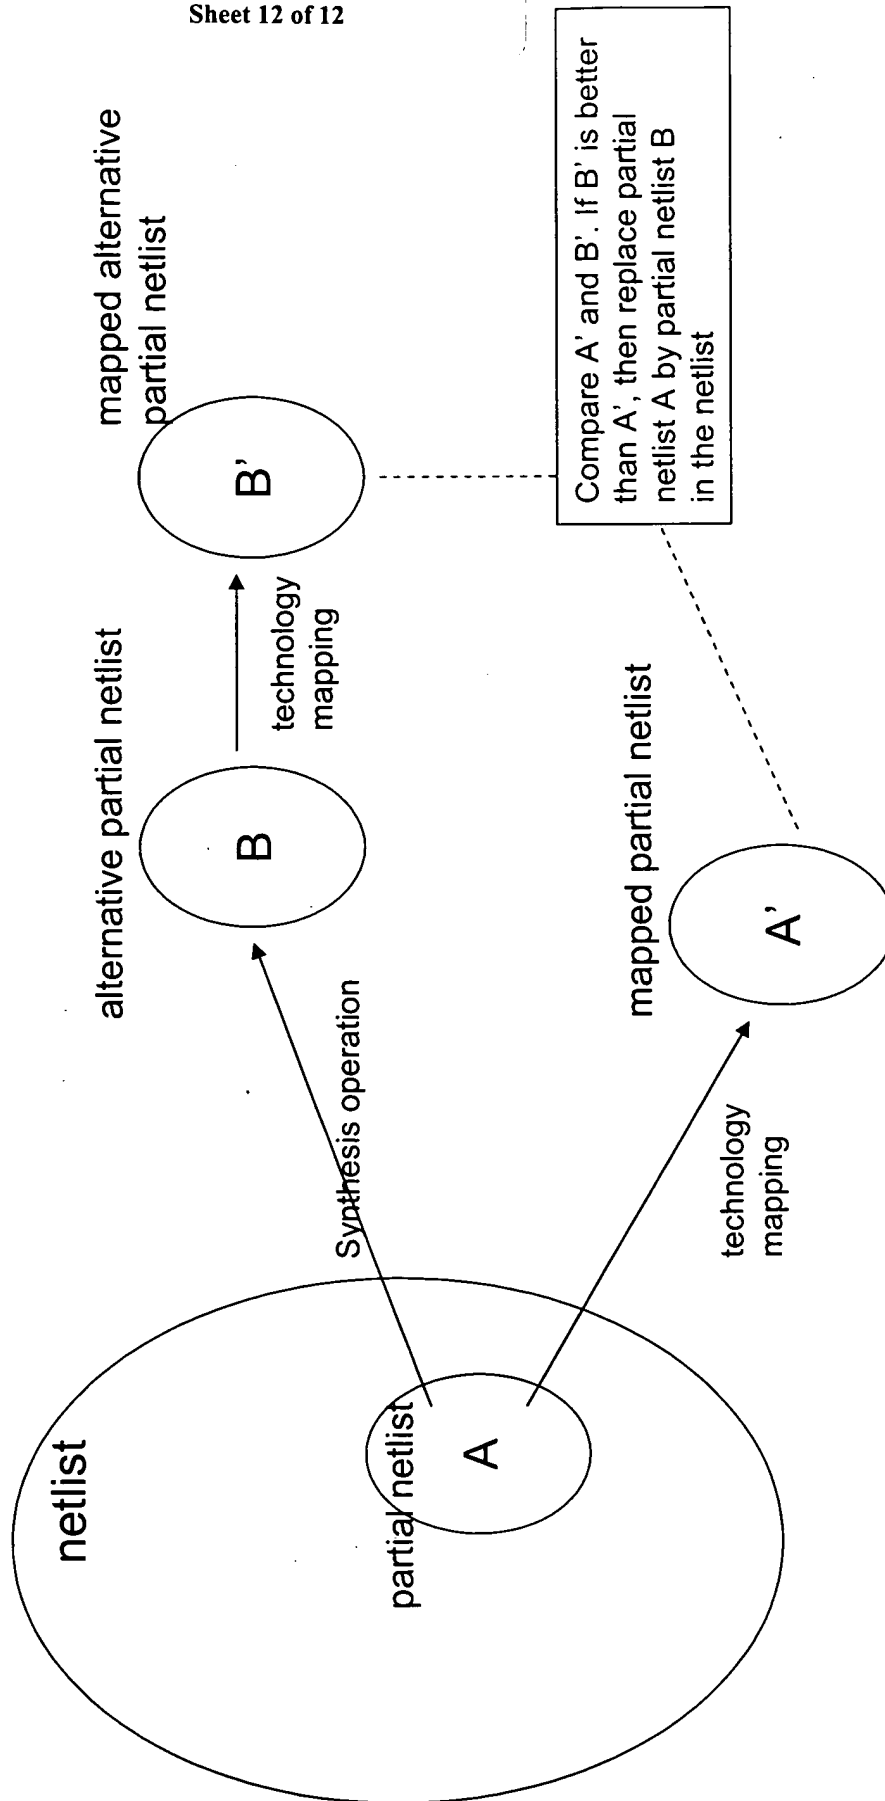 Sheet 12 of 12
netlist
partial netlist
A
Synthesis operation
alternative partial netlist
B
technology
mapping
mapped alternative
partial netlist
B'
technology
mapping
mapped partial netlist
A'
Compare A' and B'. If B' is better
than A', then replace partial
netlist A by partial netlist B
in the netlist